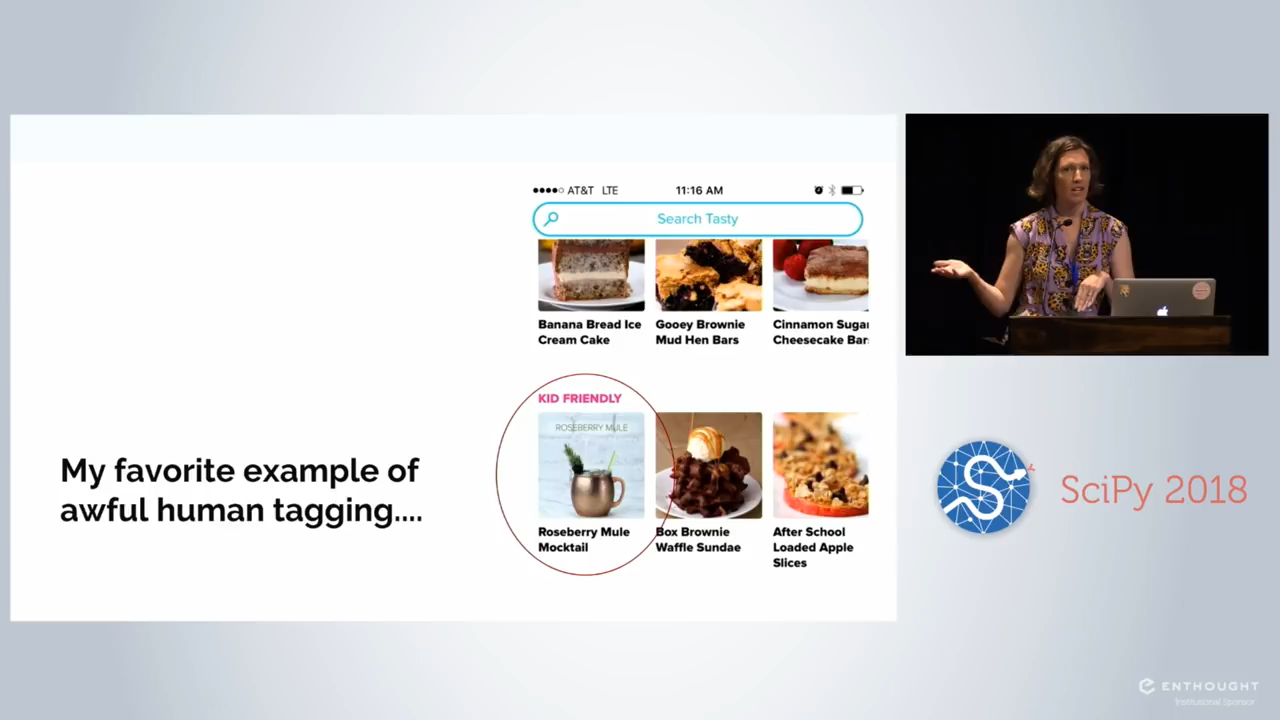 ●●●●○ AT&T LTE 11:16 AM
Search Tasty
Banana Bread Ice
Cream Cake
Gooey Brownie
Mud Hen Bars
Cinnamon Sugar
Cheesecake Bar
KID FRIENDLY
ROSEBERRY MULE
Roseberry Mule
Mocktail
Box Brownie
Waffle Sundae
After School
Loaded Apple
Slices
My favorite example of
awful human tagging....
SciPy 2018
ENTHOUGHT
Institutional Sponsor